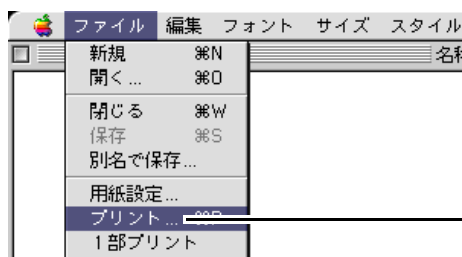 ファイル 編集 フォント サイズ スタイル
名称
新規 ⌘N
開く... ⌘O
閉じる ⌘W
保存 ⌘S
別名で保存...
用紙設定...
プリント... ⌘P
1部プリント